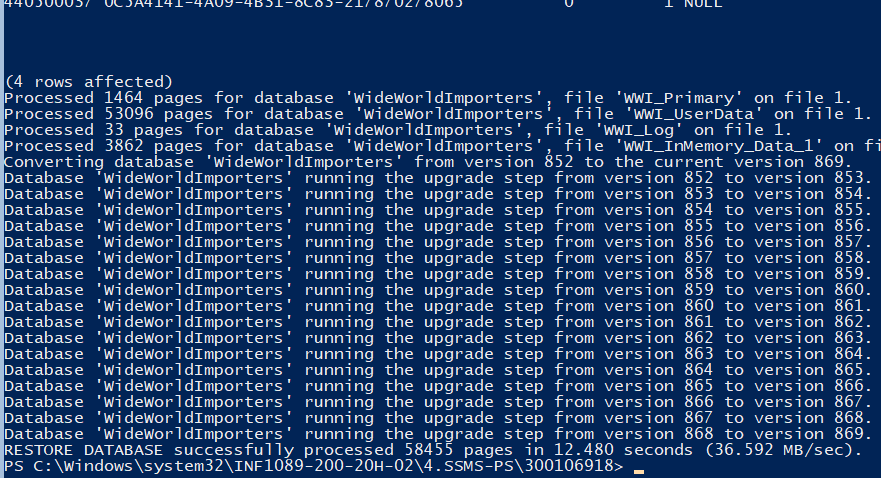 440500037 0C5A4141-4A09-4B31-8C83-217870278065 0 1 NULL
(4 rows affected)
Processed 1464 pages for database 'WideWorldImporters', file 'WWI_Primary' on file 1.
Processed 53096 pages for database 'WideWorldImporters', file 'WWI_UserData' on file 1.
Processed 33 pages for database 'WideWorldImporters', file 'WWI_Log' on file 1.
Processed 3862 pages for database 'WideWorldImporters', file 'WWI_InMemory_Data_1' on fi
Converting database 'WideWorldImporters' from version 852 to the current version 869.
Database 'WideWorldImporters' running the upgrade step from version 852 to version 853.
Database 'WideWorldImporters' running the upgrade step from version 853 to version 854.
Database 'WideWorldImporters' running the upgrade step from version 854 to version 855.
Database 'WideWorldImporters' running the upgrade step from version 855 to version 856.
Database 'WideWorldImporters' running the upgrade step from version 856 to version 857.
Database 'WideWorldImporters' running the upgrade step from version 857 to version 858.
Database 'WideWorldImporters' running the upgrade step from version 858 to version 859.
Database 'WideWorldImporters' running the upgrade step from version 859 to version 860.
Database 'WideWorldImporters' running the upgrade step from version 860 to version 861.
Database 'WideWorldImporters' running the upgrade step from version 861 to version 862.
Database 'WideWorldImporters' running the upgrade step from version 862 to version 863.
Database 'WideWorldImporters' running the upgrade step from version 863 to version 864.
Database 'WideWorldImporters' running the upgrade step from version 864 to version 865.
Database 'WideWorldImporters' running the upgrade step from version 865 to version 866.
Database 'WideWorldImporters' running the upgrade step from version 866 to version 867.
Database 'WideWorldImporters' running the upgrade step from version 867 to version 868.
Database 'WideWorldImporters' running the upgrade step from version 868 to version 869.
RESTORE DATABASE successfully processed 58455 pages in 12.480 seconds (36.592 MB/sec).
PS C:\Windows\system32\INF1089-200-20H-02\4.SSMS-PS\300106918>